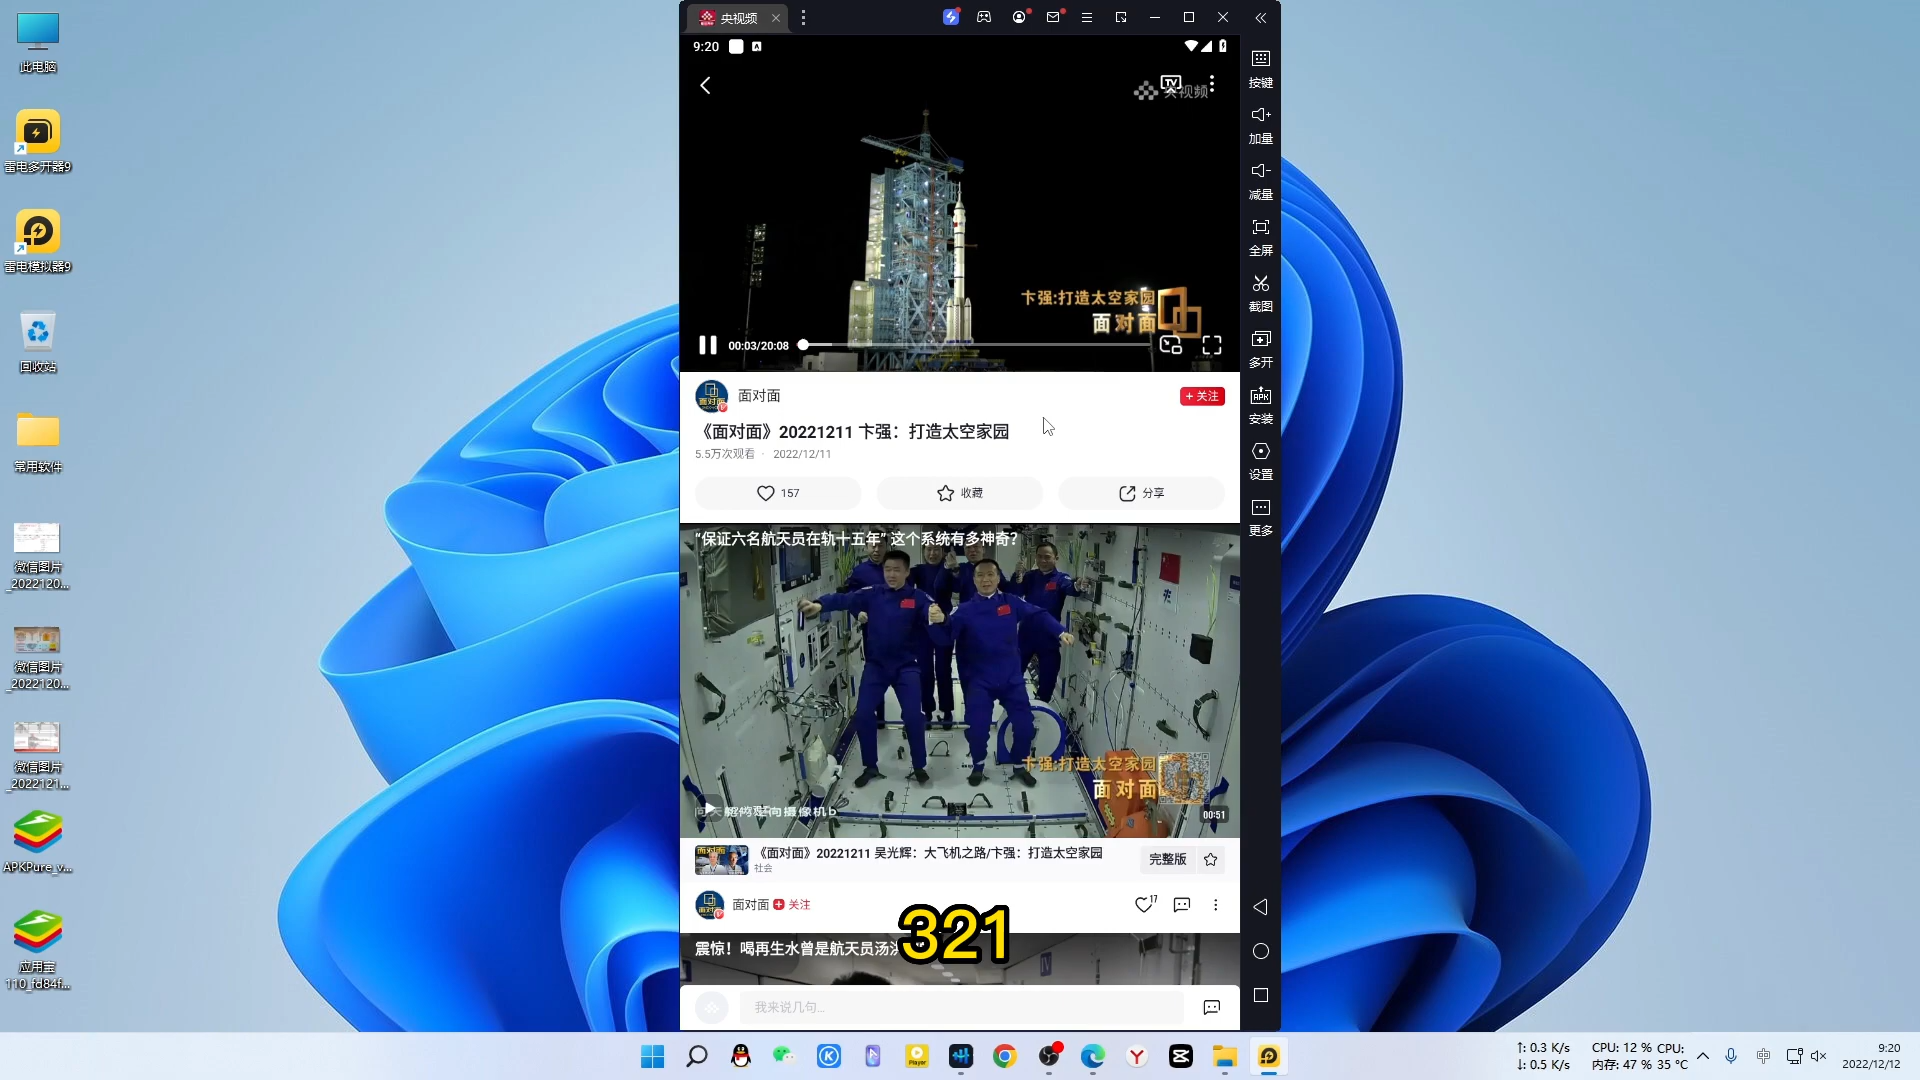 此电脑
雷电多开器9
雷电模拟器9
回收站
常用软件
微信图片
_2022120...
微信图片
_2022120...
微信图片
_2022121...
APKPure_v...
应用宝
110_fd84f...
央视频
9:20
TV
央视频
卞强:打造太空家园
面对面
00:03/20:08
面对面
+ 关注
《面对面》20221211 卞强：打造太空家园
5.5万次观看 · 2022/12/11
157
收藏
分享
“保证六名航天员在轨十五年” 这个系统有多神奇？
卞强:打造太空家园
面对面
00:51
《面对面》20221211 吴光辉：大飞机之路/卞强：打造太空家园
社会
完整版
面对面
关注
17
震惊！喝再生水曾是航天员汤洪
321
我来说几句...
按键
加量
减量
全屏
截图
多开
APK
安装
设置
更多
↑: 0.3 K/s
↓: 0.5 K/s
CPU: 12 % CPU:
内存: 47 % 35 °C
中
9:20
2022/12/12